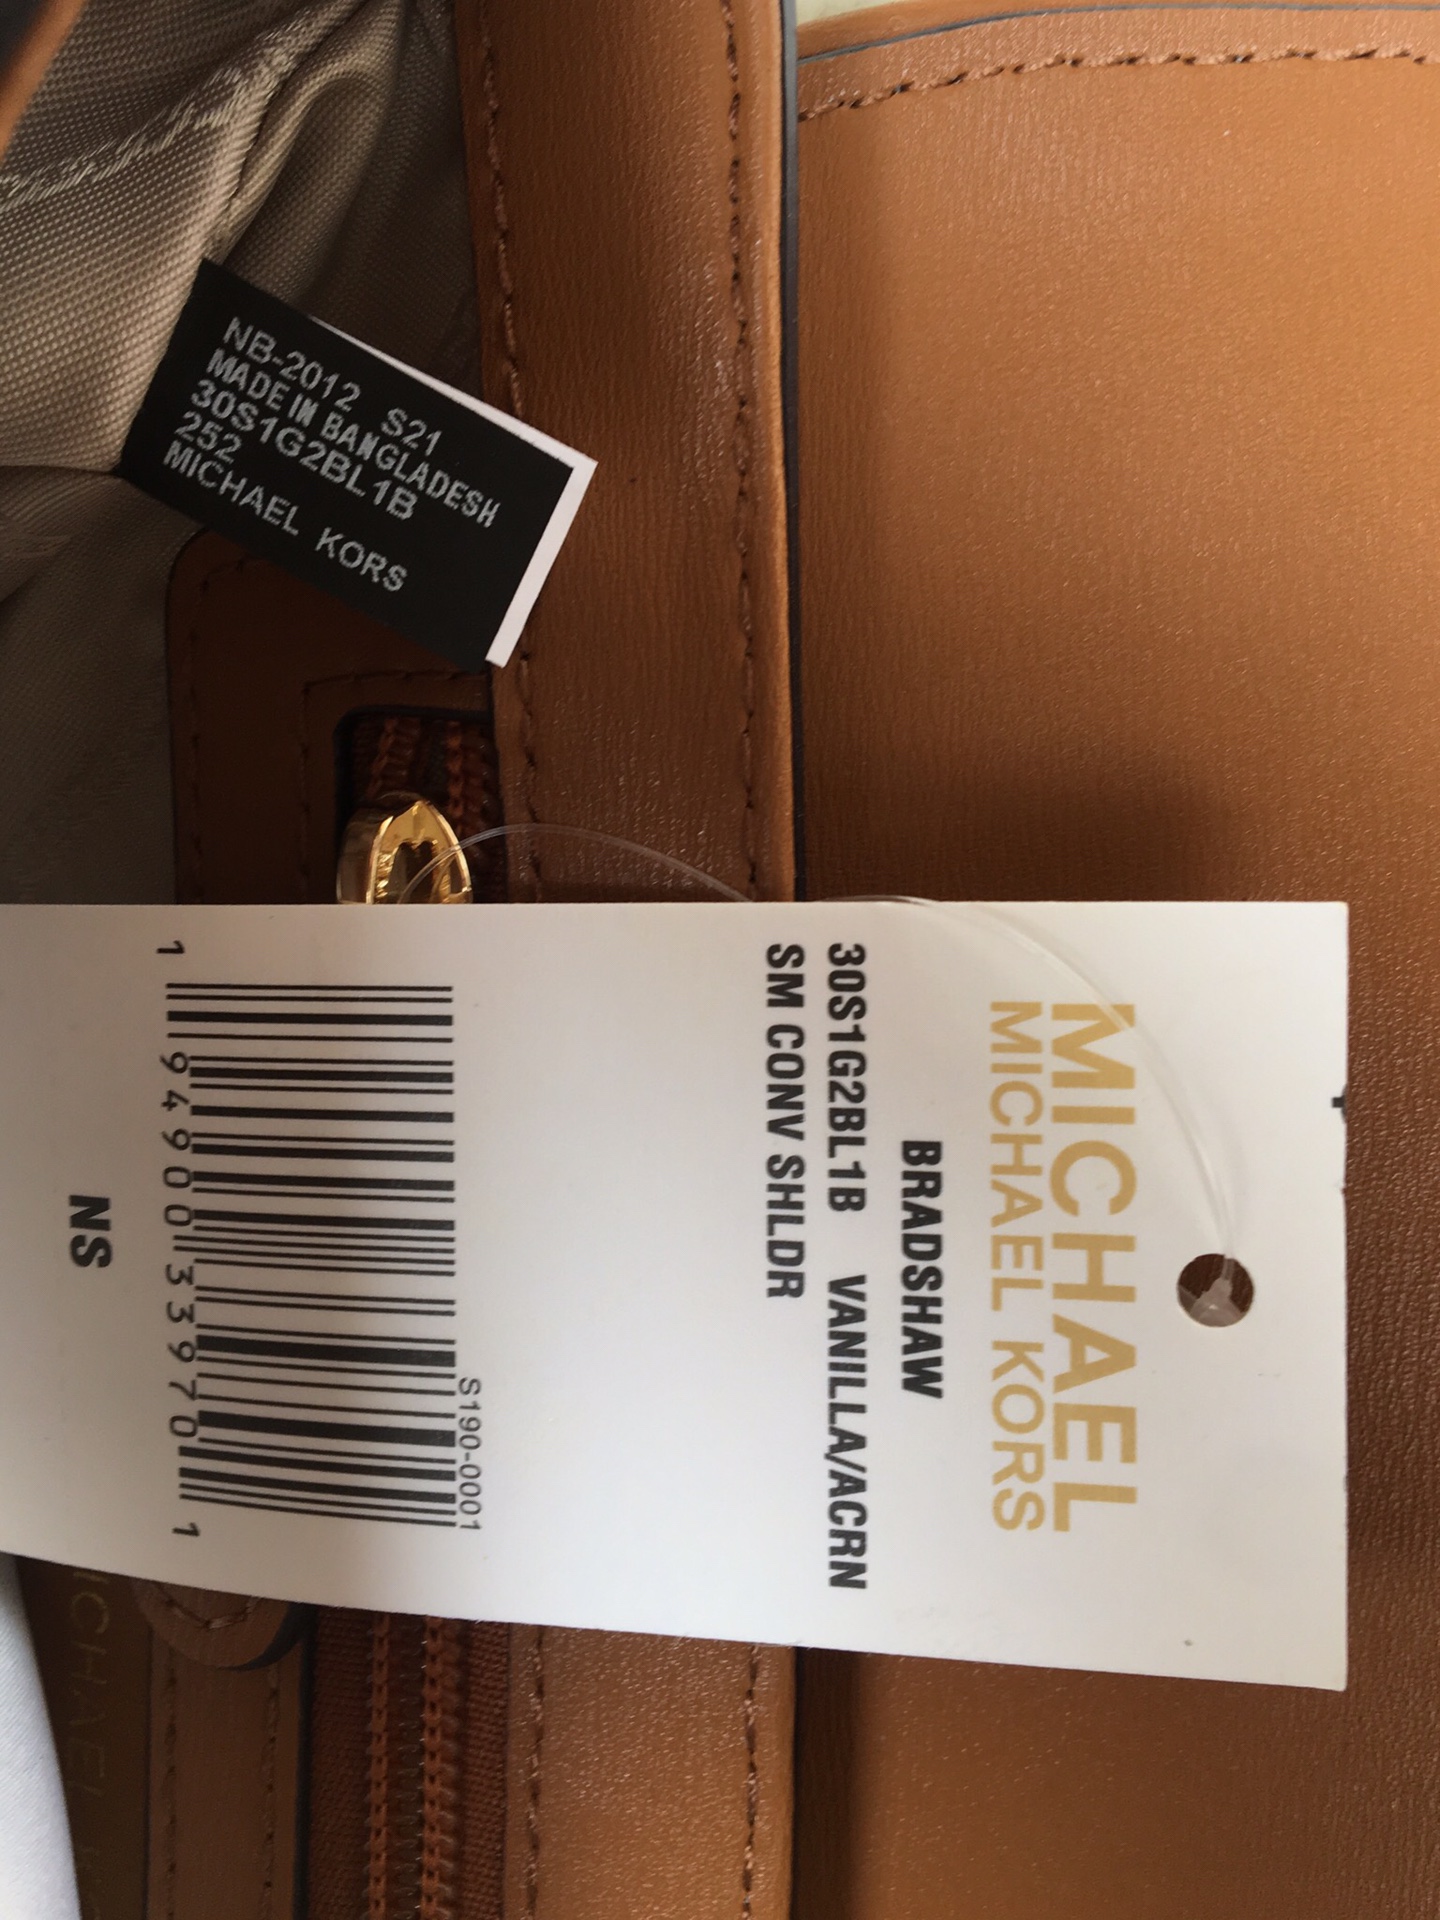 NB-2012 S21
MADE IN BANGLADESH
30S1G2BL1B
252
MICHAEL KORS
MICHAEL
MICHAEL KORS
BRADSHAW
30S1G2BL1B VANILLA/ACRN
SM CONV SHLDR
S190-0001
1 94900 33970 1
NS
MICHAEL